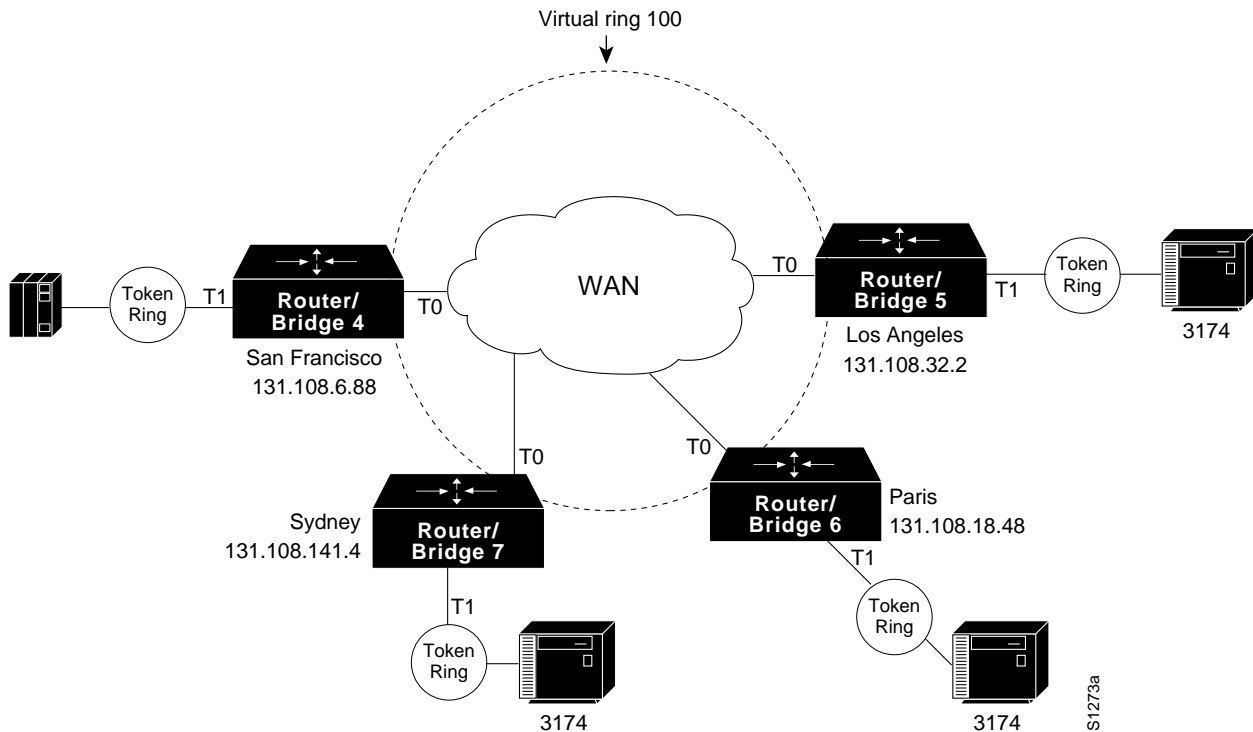 Virtual ring 100
WAN
Token
Ring
T1
Router/
Bridge 4
T0
San Francisco
131.108.6.88
T0
Router/
Bridge 5
T1
Los Angeles
131.108.32.2
Token
Ring
3174
T0
Sydney
131.108.141.4
Router/
Bridge 7
T1
Token
Ring
3174
T0
Router/
Bridge 6
Paris
131.108.18.48
T1
Token
Ring
3174
S1273a